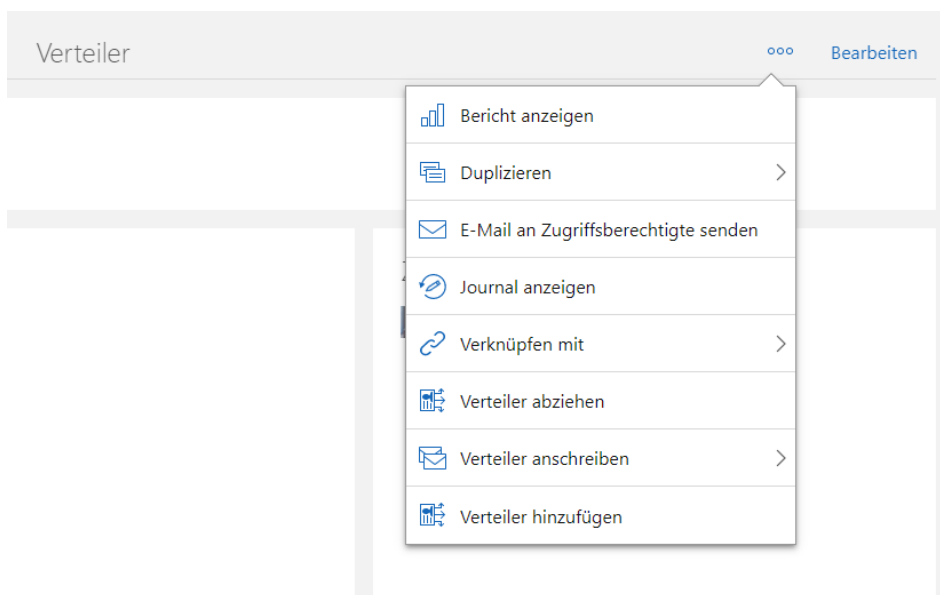 Verteiler
Bearbeiten
Bericht anzeigen
Duplizieren
E-Mail an Zugriffsberechtigte senden
Journal anzeigen
Verknüpfen mit
Verteiler abziehen
Verteiler anschreiben
Verteiler hinzufügen